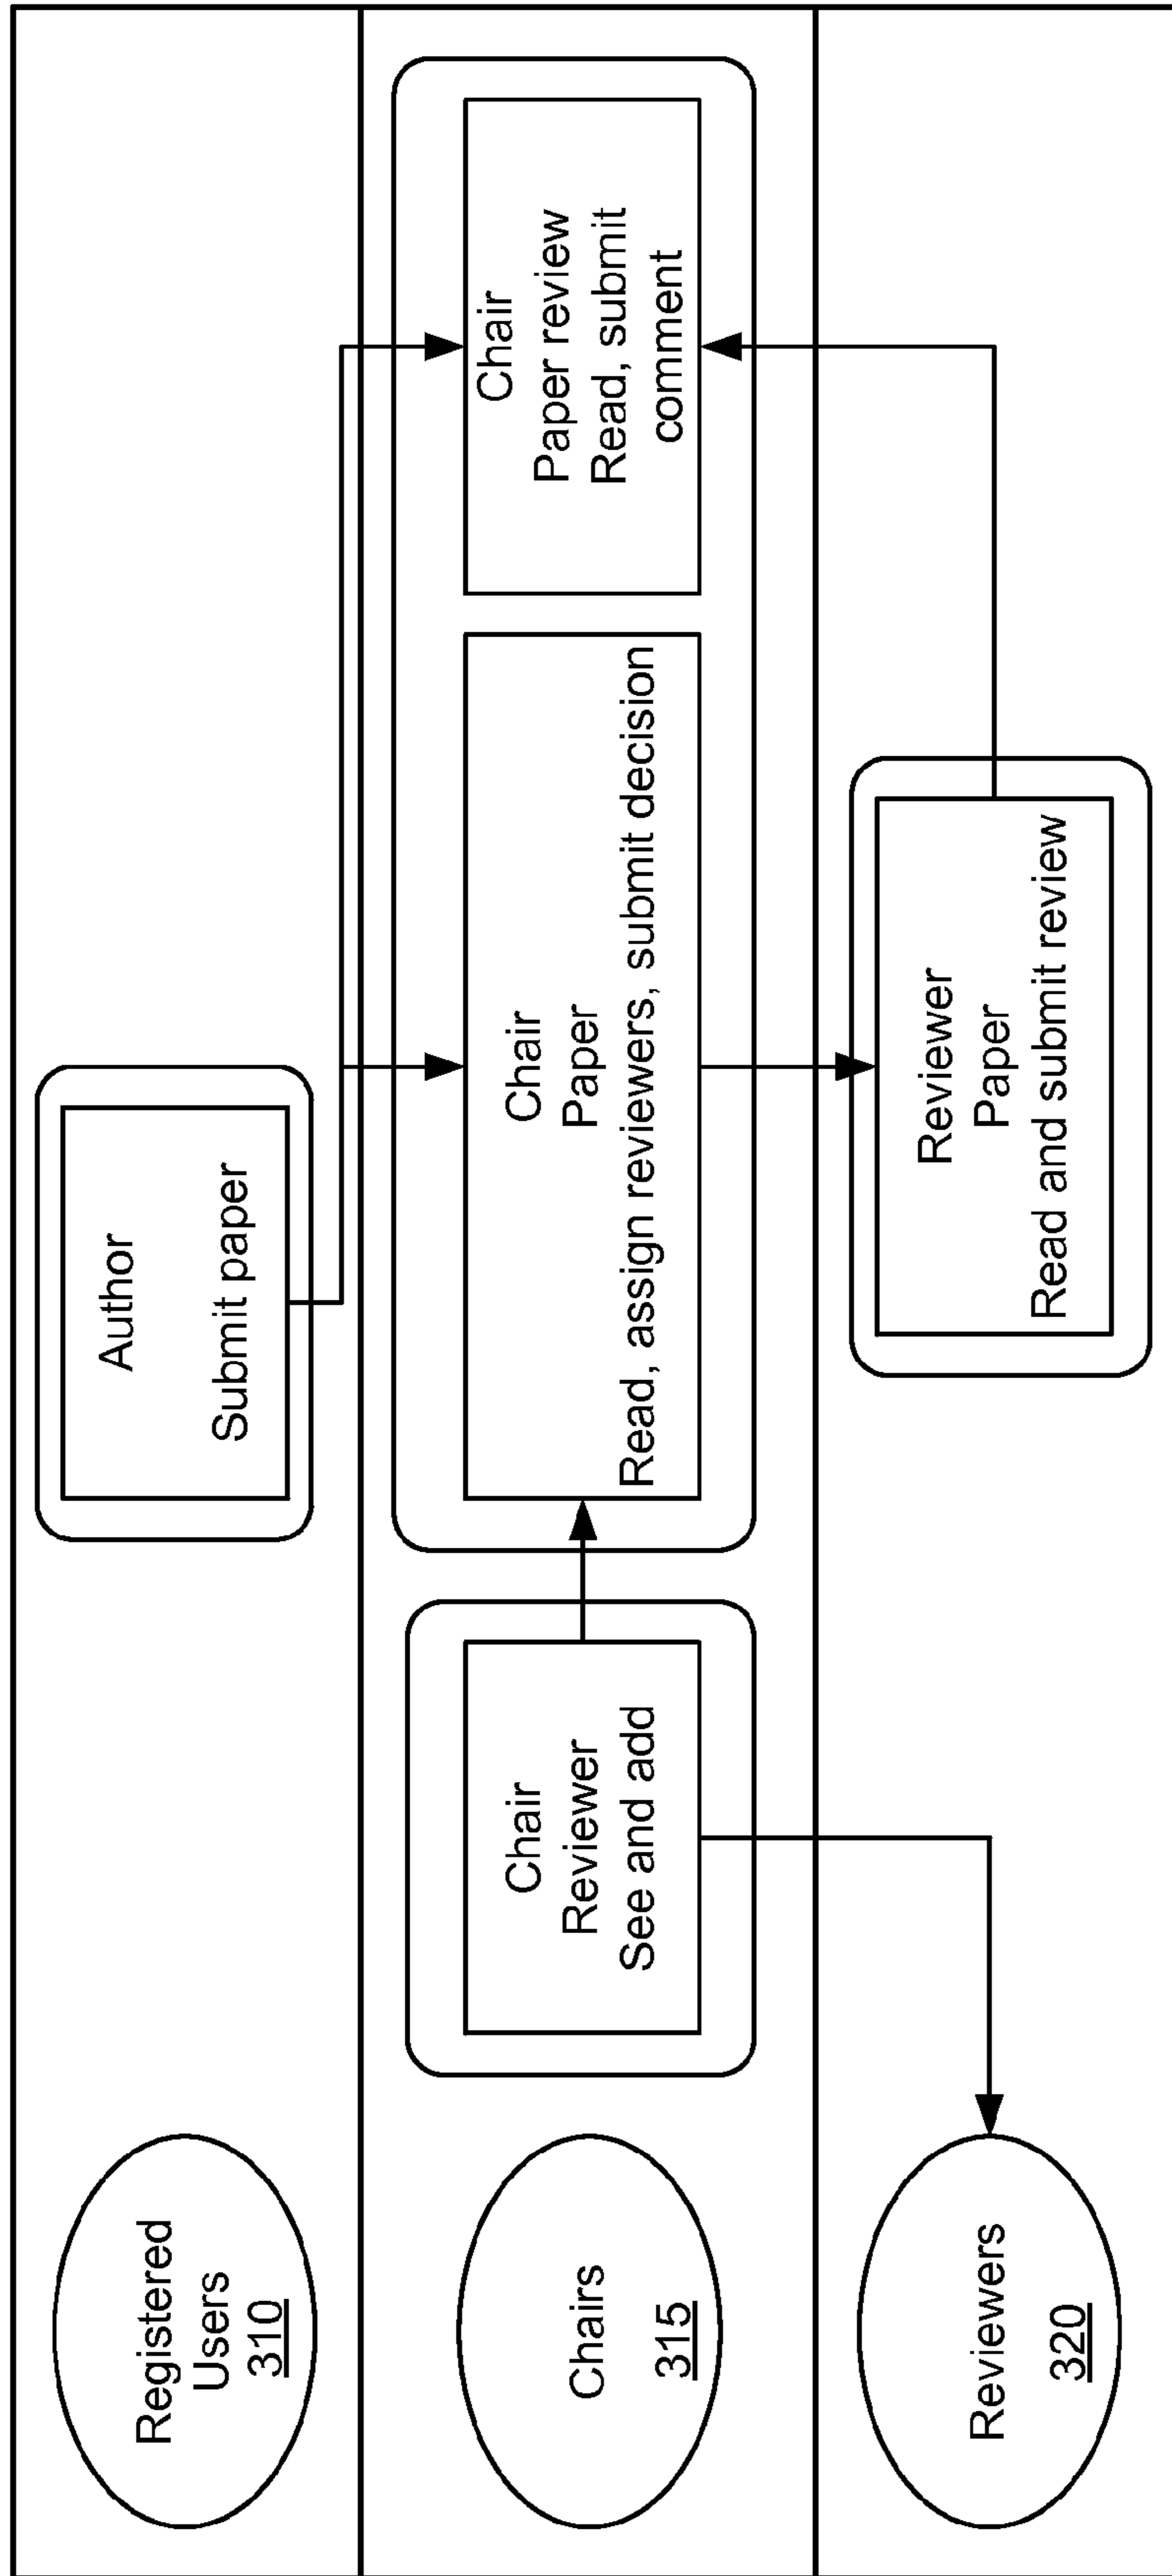 Registered
Users
310
Author
Submit paper
Chairs
315
Chair
Reviewer
See and add
Chair
Paper
Read, assign reviewers, submit decision
Chair
Paper review
Read, submit
comment
Reviewers
320
Reviewer
Paper
Read and submit review